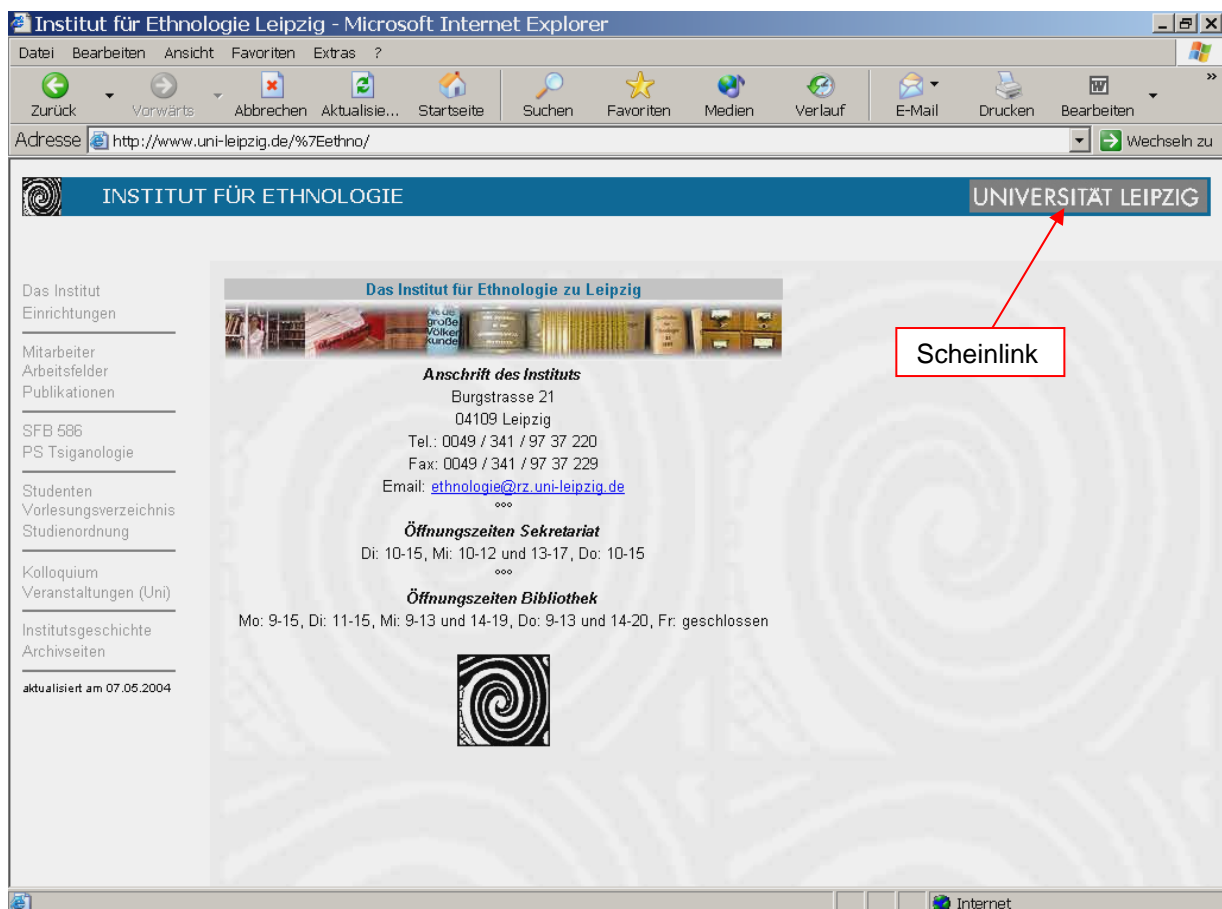 Institut für Ethnologie Leipzig - Microsoft Internet Explorer
Datei Bearbeiten Ansicht Favoriten Extras ?
Zurück Vorwärts Abbrechen Aktualisie... Startseite Suchen Favoriten Medien Verlauf E-Mail Drucken Bearbeiten »
Adresse http://www.uni-leipzig.de/%7Eethno/ Wechseln zu
INSTITUT FÜR ETHNOLOGIE UNIVERSITÄT LEIPZIG
Scheinlink
Das Institut
Einrichtungen
Mitarbeiter
Arbeitsfelder
Publikationen
SFB 586
PS Tsiganologie
Studenten
Vorlesungsverzeichnis
Studienordnung
Kolloquium
Veranstaltungen (Uni)
Institutsgeschichte
Archivseiten
aktualisiert am 07.05.2004
Das Institut für Ethnologie zu Leipzig
große
Völker
kunde
Anschrift des Instituts
Burgstrasse 21
04109 Leipzig
Tel.: 0049 / 341 / 97 37 220
Fax: 0049 / 341 / 97 37 229
Email: ethnologie@rz.uni-leipzig.de
°°°
Öffnungszeiten Sekretariat
Di: 10-15, Mi: 10-12 und 13-17, Do: 10-15
°°°
Öffnungszeiten Bibliothek
Mo: 9-15, Di: 11-15, Mi: 9-13 und 14-19, Do: 9-13 und 14-20, Fr: geschlossen
Internet